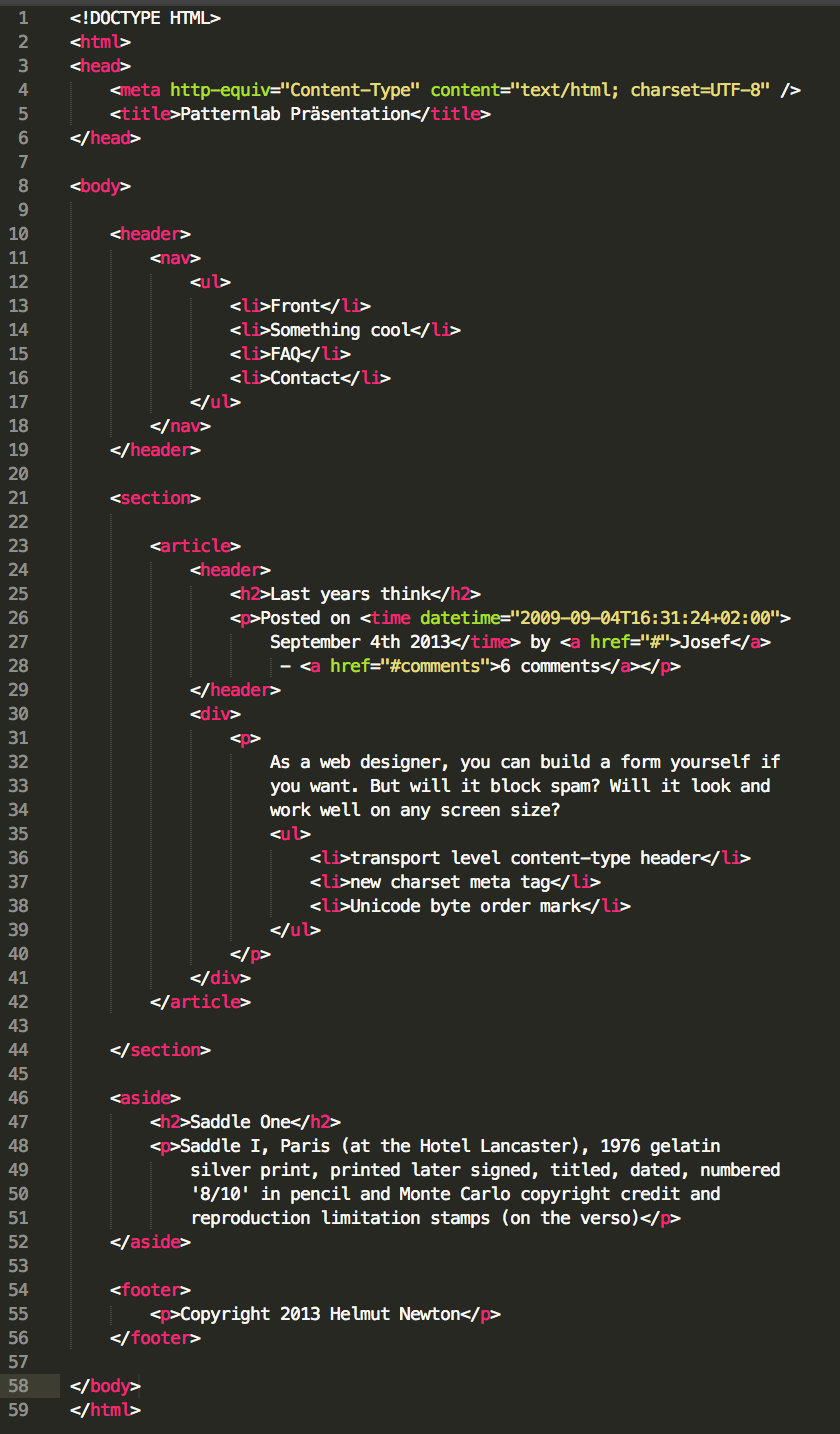 1 <!DOCTYPE HTML>
2 <html>
3 <head>
4 <meta http-equiv="Content-Type" content="text/html; charset=UTF-8" />
5 <title>Patternlab Präsentation</title>
6 </head>
7
8 <body>
9
10 <header>
11 <nav>
12 <ul>
13 <li>Front</li>
14 <li>Something cool</li>
15 <li>FAQ</li>
16 <li>Contact</li>
17 </ul>
18 </nav>
19 </header>
20
21 <section>
22
23 <article>
24 <header>
25 <h2>Last years think</h2>
26 <p>Posted on <time datetime="2009-09-04T16:31:24+02:00">
27 September 4th 2013</time> by <a href="#">Josef</a>
28 – <a href="#comments">6 comments</a></p>
29 </header>
30 <div>
31 <p>
32 As a web designer, you can build a form yourself if
33 you want. But will it block spam? Will it look and
34 work well on any screen size?
35 <ul>
36 <li>transport level content-type header</li>
37 <li>new charset meta tag</li>
38 <li>Unicode byte order mark</li>
39 </ul>
40 </p>
41 </div>
42 </article>
43
44 </section>
45
46 <aside>
47 <h2>Saddle One</h2>
48 <p>Saddle I, Paris (at the Hotel Lancaster), 1976 gelatin
49 silver print, printed later signed, titled, dated, numbered
50 '8/10' in pencil and Monte Carlo copyright credit and
51 reproduction limitation stamps (on the verso)</p>
52 </aside>
53
54 <footer>
55 <p>Copyright 2013 Helmut Newton</p>
56 </footer>
57
58 </body>
59 </html>